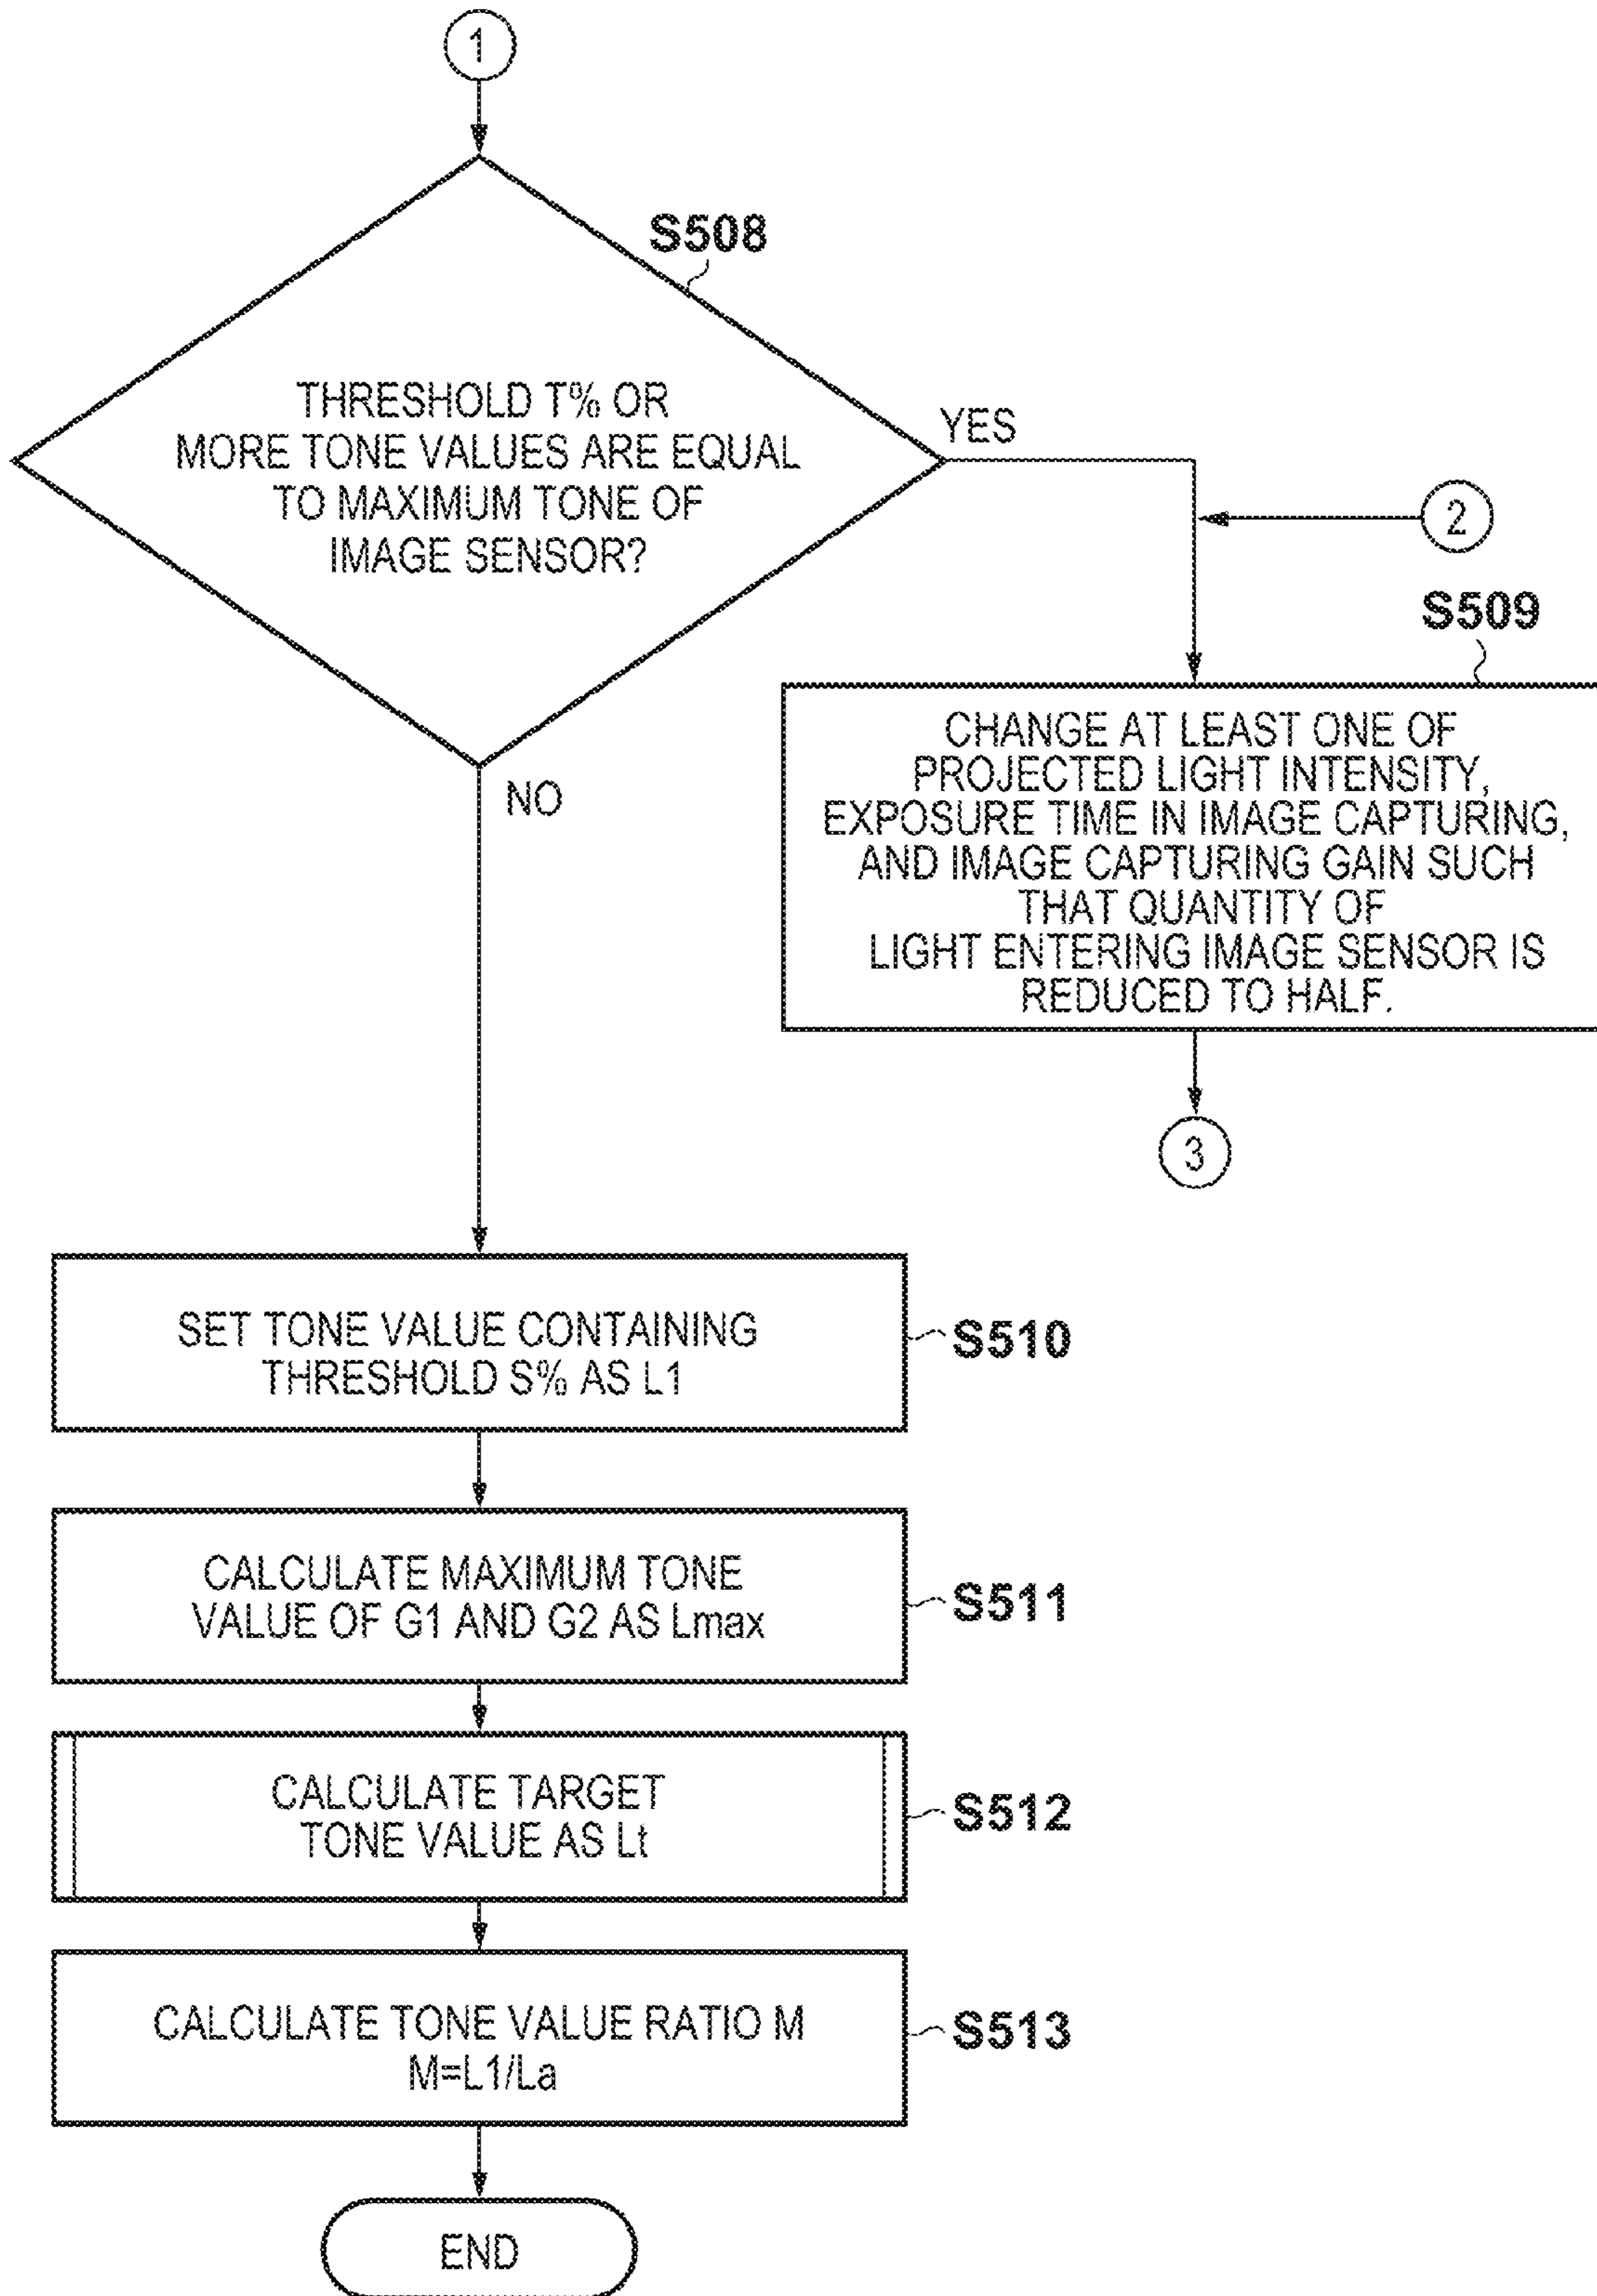 1
S508
THRESHOLD T% OR
MORE TONE VALUES ARE EQUAL
TO MAXIMUM TONE OF
IMAGE SENSOR?
YES
2
NO
S509
CHANGE AT LEAST ONE OF
PROJECTED LIGHT INTENSITY,
EXPOSURE TIME IN IMAGE CAPTURING,
AND IMAGE CAPTURING GAIN SUCH
THAT QUANTITY OF
LIGHT ENTERING IMAGE SENSOR IS
REDUCED TO HALF.
3
SET TONE VALUE CONTAINING
THRESHOLD S% AS L1
S510
CALCULATE MAXIMUM TONE
VALUE OF G1 AND G2 AS Lmax
S511
CALCULATE TARGET
TONE VALUE AS Lt
S512
CALCULATE TONE VALUE RATIO M
M=L1/La
S513
END